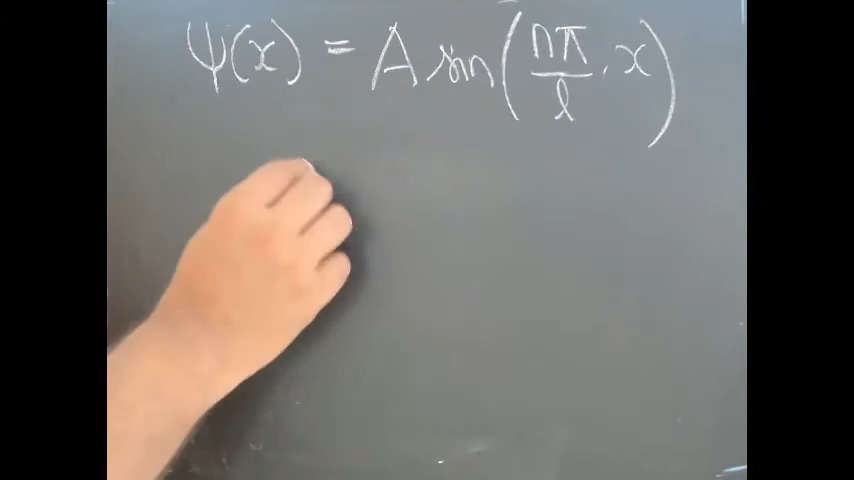 ψ(x) = A sin(nπ/l . x)